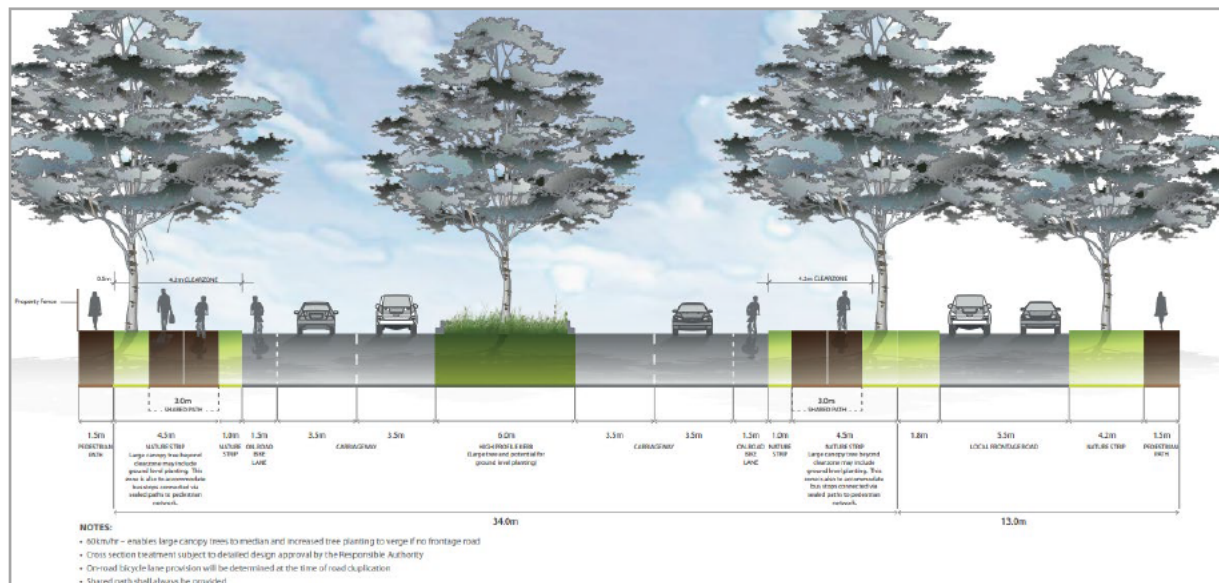 0.5m
4.2m CLEARZONE
4.2m CLEARZONE
Property Fence
3.0m
SHARED PATH
3.0m
SHARED PATH
1.5m
PEDESTRIAN
PATH
4.5m
NATURE STRIP
Large canopy tree beyond
clearzone may include
ground level planting. This
zone is also to accommodate
bus stops connected via
sealed paths to pedestrian
network.
1.0m
NATURE
STRIP
1.5m
ON-ROAD
BIKE
LANE
3.5m
CARRIAGEWAY
3.5m
6.0m
HIGH PROFILE KERB
(Large tree and potential for
ground level planting)
3.5m
CARRIAGEWAY
3.5m
1.5m
ON-ROAD
BIKE
LANE
1.0m
NATURE
STRIP
4.5m
NATURE STRIP
Large canopy tree beyond
clearzone may include
ground level planting. This
zone is also to accommodate
bus stops connected via
sealed paths to pedestrian
network.
1.8m
5.5m
LOCAL FRONTAGE ROAD
4.2m
NATURE STRIP
1.5m
PEDESTRIAN
PATH
34.0m
13.0m
NOTES:
• 60km/hr – enables large canopy trees to median and increased tree planting to verge if no frontage road
• Cross section treatment subject to detailed design approval by the Responsible Authority
• On-road bicycle lane provision will be determined at the time of road duplication
• Shared path shall always be provided